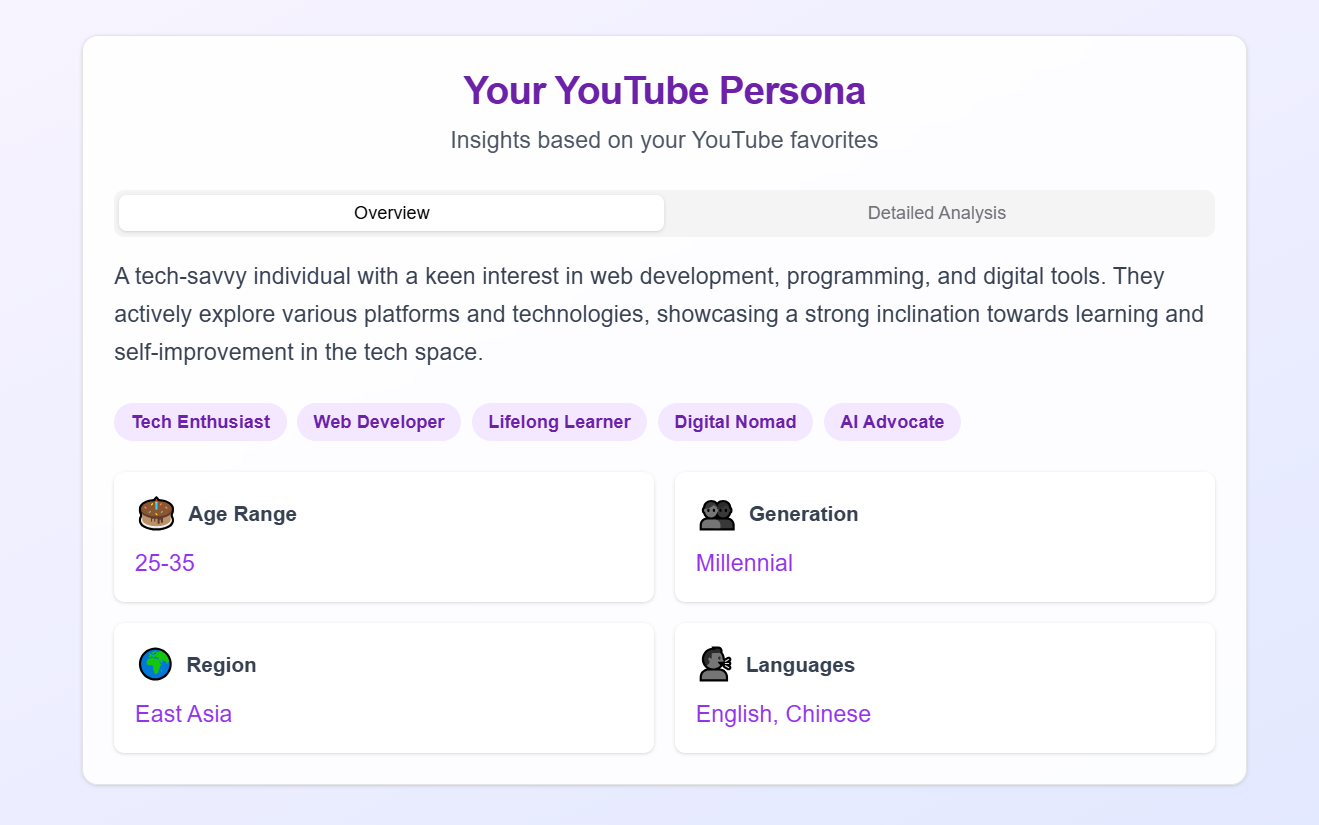 Your YouTube Persona
Insights based on your YouTube favorites
Overview
Detailed Analysis
A tech-savvy individual with a keen interest in web development, programming, and digital tools. They
actively explore various platforms and technologies, showcasing a strong inclination towards learning and
self-improvement in the tech space.
Tech Enthusiast
Web Developer
Lifelong Learner
Digital Nomad
AI Advocate
Age Range
25-35
Generation
Millennial
Region
East Asia
Languages
English, Chinese